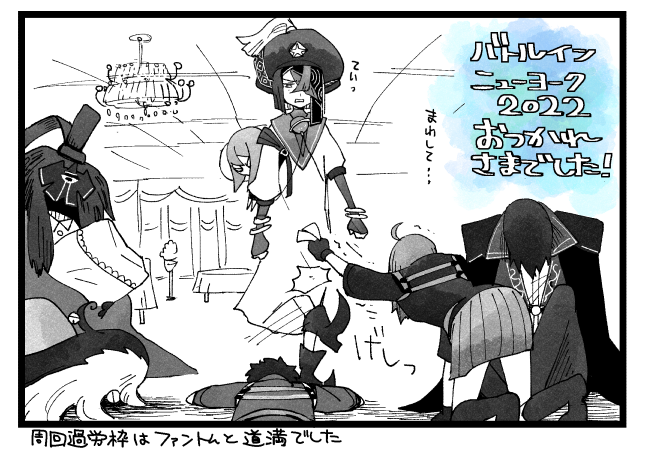 バトルイン
ニューヨーク
2022
おつかれ
さまでした!
てぃっ
まわして…
げしっ
周回過労枠はファントムと道満でした